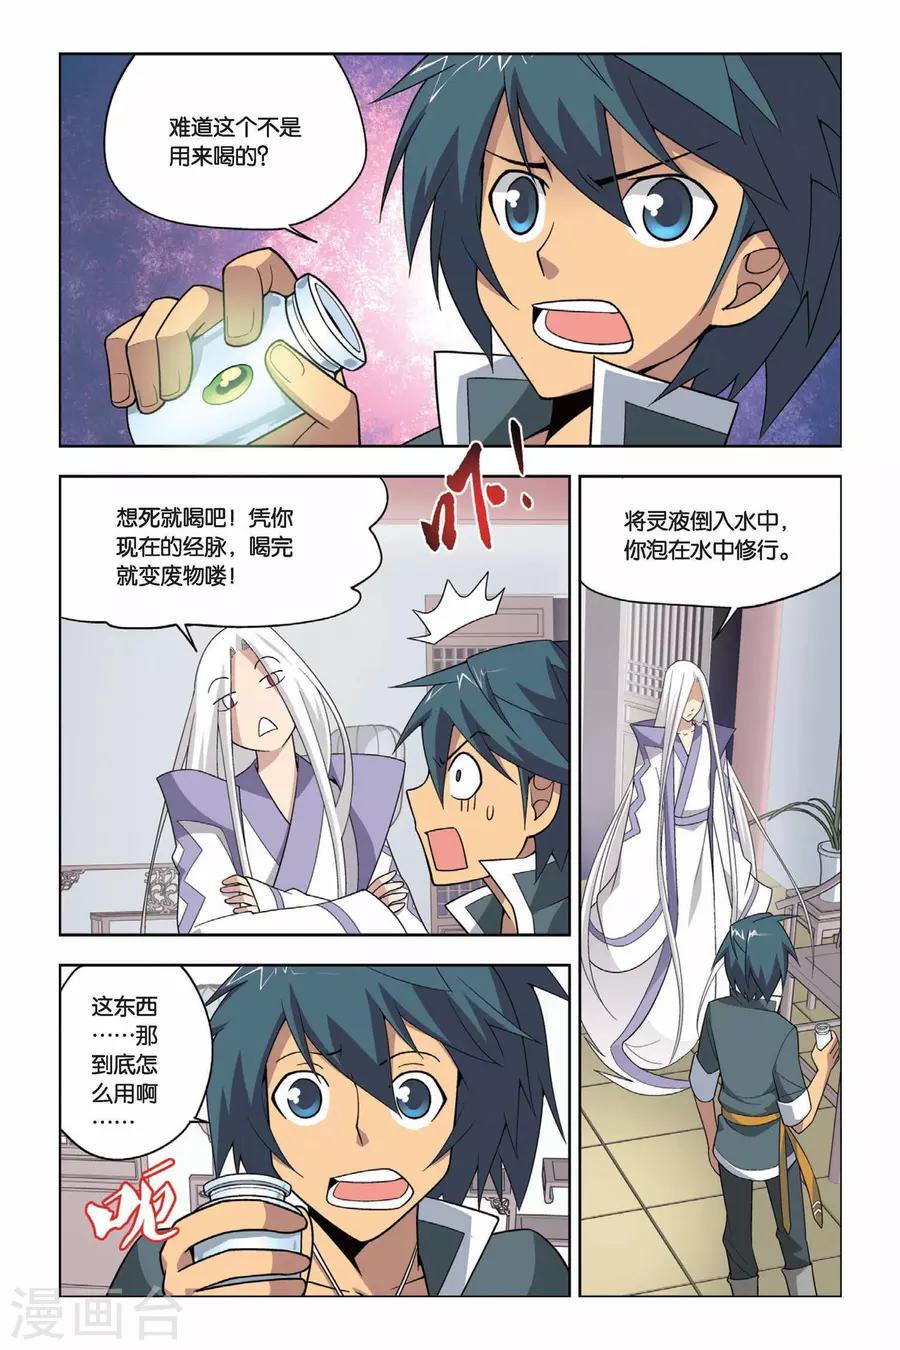 难道这个不是
用来喝的？
吓！
想死就喝吧！凭你
现在的经脉，喝完
就变废物喽！
这东西
……那
到底怎
么用啊
……
呃
将灵液倒入水中，
你泡在水中修行。
漫画台